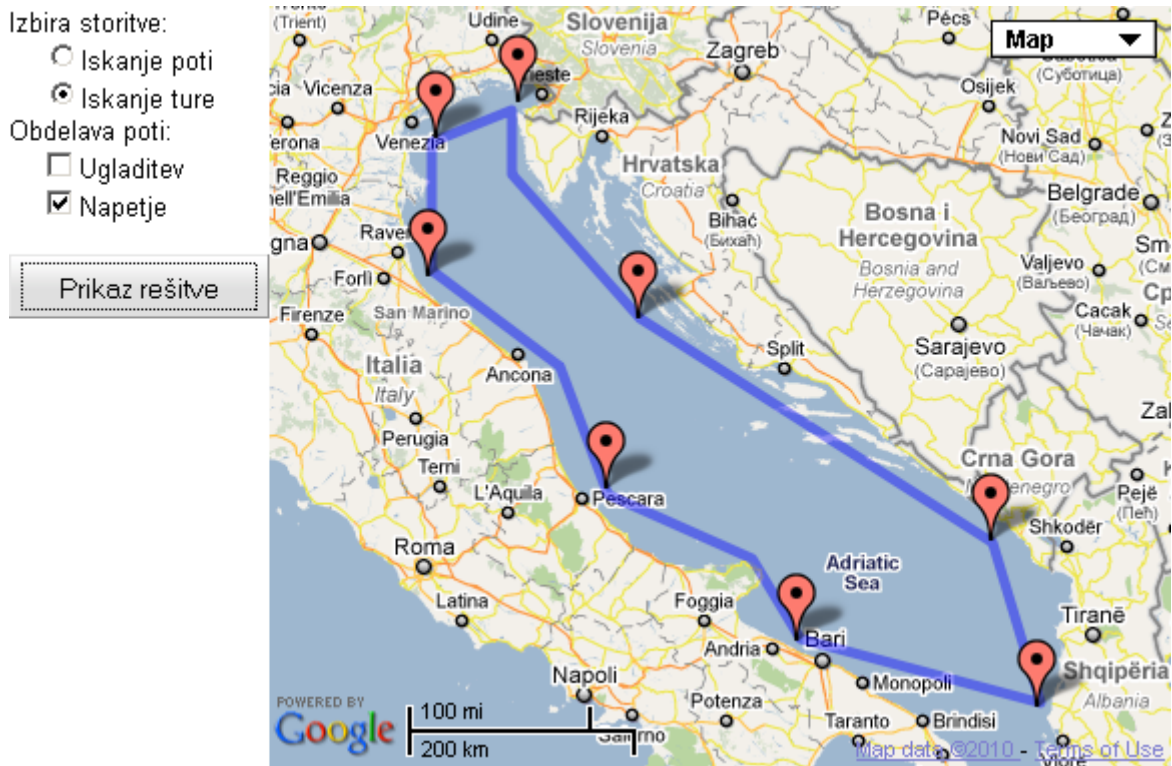 Izbira storitve:
Iskanje poti
Iskanje ture
Obdelava poti:
Ugladitev
Napetje
Prikaz rešitve
Map
(Trient)
Udine
Slovenija
Slovenia
Pécs
Zagreb
(Суботица)
Vicenza
Osijek
Venezia
Rijeka
Novi Sad
(Нови Сад)
Reggio
Hrvatska
Croatia
Belgrade
(Београд)
Bihać
(Бихаћ)
Bosna i
Hercegovina
Bosnia and
Herzegovina
Valjevo
(Ваљево)
Forlì
Cacak
(Чачак)
Firenze
San Marino
Sarajevo
(Сарајево)
Split
Italia
Italy
Ancona
Perugia
Terni
L'Aquila
Pescara
Crna Gora
Pejë
(Пећ)
Shkodër
Roma
Adriatic
Sea
Latina
Foggia
Tiranë
Andria
Bari
Shqipëria
Albania
Napoli
Monopoli
Potenza
Taranto
Brindisi
POWERED BY
Google
100 mi
200 km
Map data ©2010 - Terms of Use